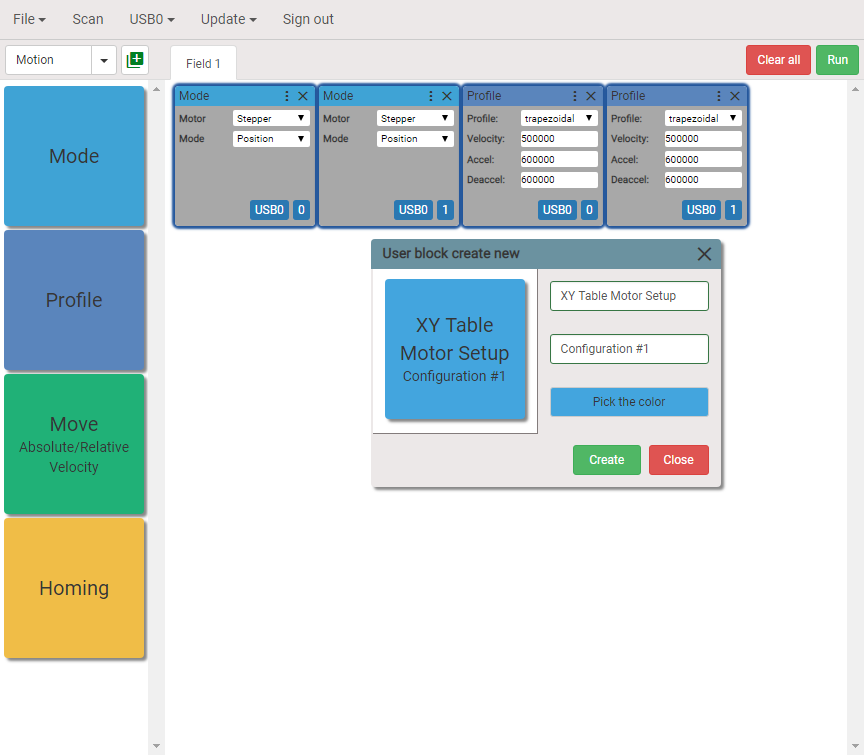 File Scan USB0 Update Sign out
Motion Field 1 Clear all Run
Mode
Profile
Move
Absolute/Relative
Velocity
Homing
Mode
Motor Stepper
Mode Position
USB0 0
Mode
Motor Stepper
Mode Position
USB0 1
Profile
Profile: trapezoidal
Velocity: 500000
Accel: 600000
Deaccel: 600000
USB0 0
Profile
Profile: trapezoidal
Velocity: 500000
Accel: 600000
Deaccel: 600000
USB0 1
User block create new
XY Table
Motor Setup
Configuration #1
XY Table Motor Setup
Configuration #1
Pick the color
Create Close